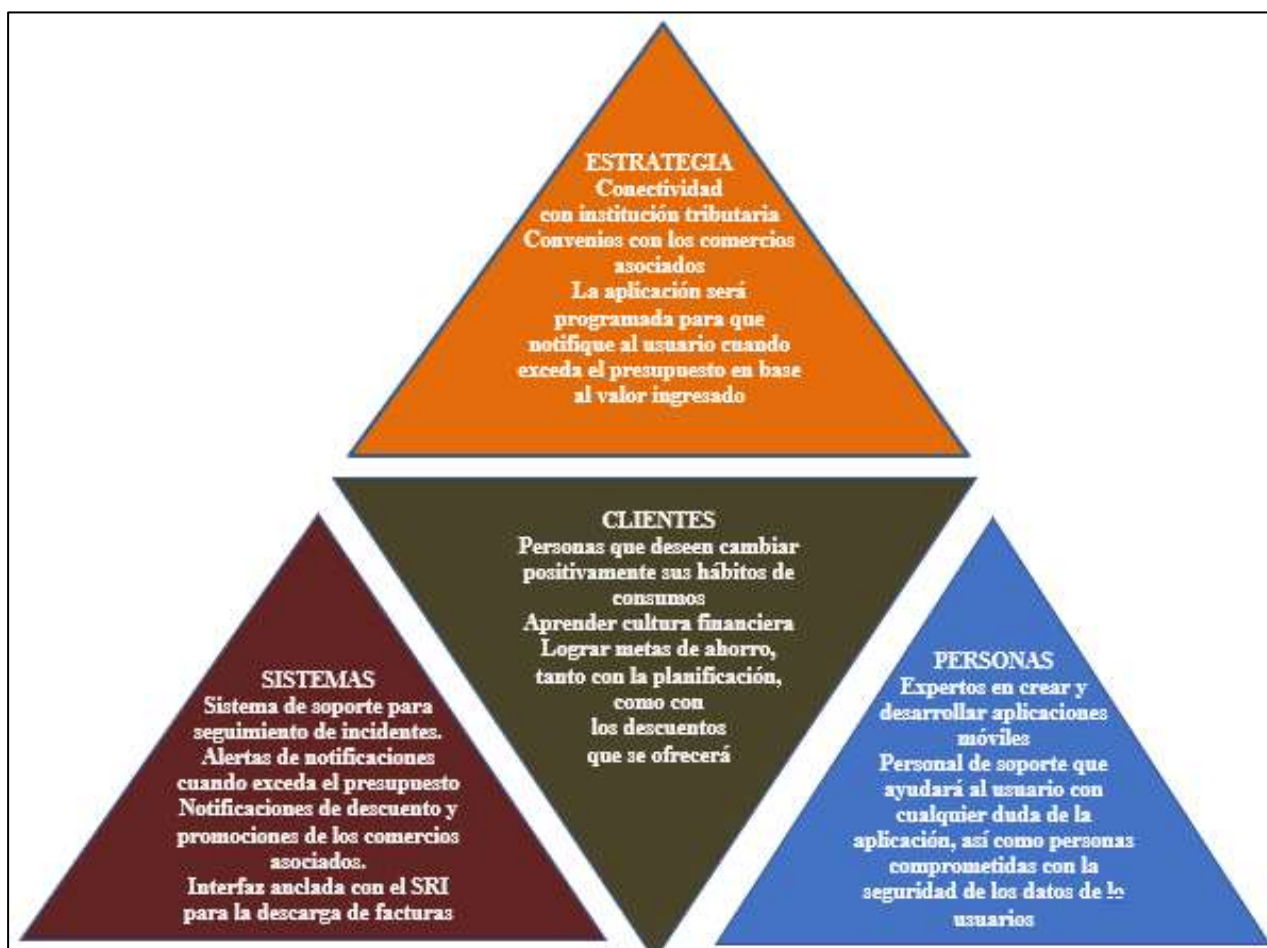 ESTRATEGIA
Conectividad
con institución tributaria
Convenios con los comercios
asociados
La aplicación será
programada para que
notifique al usuario cuando
exceda el presupuesto en base
al valor ingresado
CLIENTES
Personas que deseen cambiar
positivamente sus hábitos de
consumos
Aprender cultura financiera
Lograr metas de ahorro,
tanto con la planificación,
como con
los descuentos
que se ofrecerá
SISTEMAS
Sistema de soporte para
seguimiento de incidentes.
Alertas de notificaciones
cuando exceda el presupuesto
Notificaciones de descuento y
promociones de los comercios
asociados.
Interfaz anclada con el SRI
para la descarga de facturas
PERSONAS
Expertos en crear y
desarrollar aplicaciones
móviles
Personal de soporte que
ayudará al usuario con
cualquier duda de la
aplicación, así como personas
comprometidas con la
seguridad de los datos de
usuarios